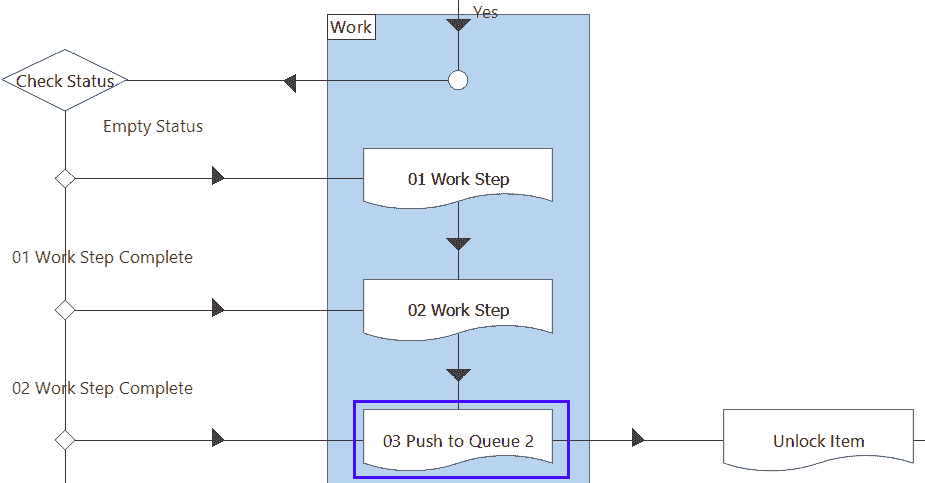 Yes
Work
Check Status
Empty Status
01 Work Step
01 Work Step Complete
02 Work Step
02 Work Step Complete
03 Push to Queue 2
Unlock Item